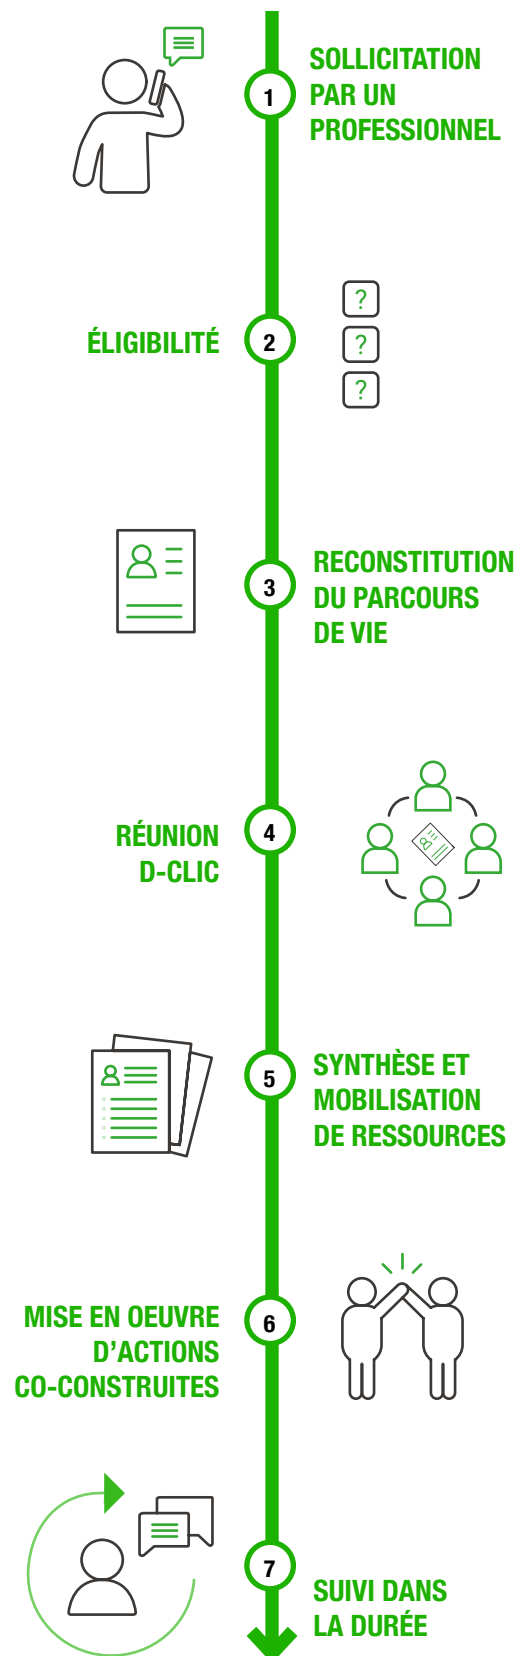 1
SOLLICITATION
PAR UN
PROFESSIONNEL
ÉLIGIBILITÉ
2
?
?
?
3
RECONSTITUTION
DU PARCOURS
DE VIE
RÉUNION
D-CLIC
4
5
SYNTHÈSE ET
MOBILISATION
DE RESSOURCES
MISE EN OEUVRE
D’ACTIONS
CO-CONSTRUITES
6
7
SUIVI DANS
LA DURÉE